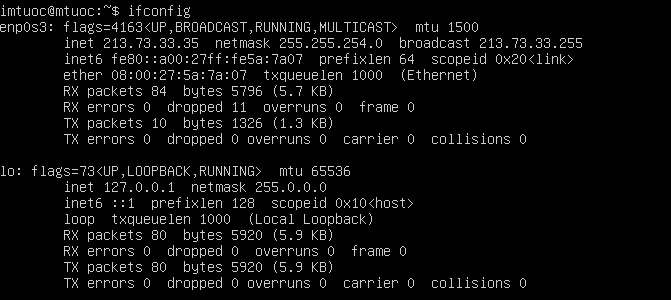 imtuoc@mtuoc:~$ ifconfig
enp0s3: flags=4163<UP,BROADCAST,RUNNING,MULTICAST>  mtu 1500
        inet 213.73.33.35  netmask 255.255.254.0  broadcast 213.73.33.255
        inet6 fe80::a00:27ff:fe5a:7a07  prefixlen 64  scopeid 0x20<link>
        ether 08:00:27:5a:7a:07  txqueuelen 1000  (Ethernet)
        RX packets 84  bytes 5796 (5.7 KB)
        RX errors 0  dropped 11  overruns 0  frame 0
        TX packets 10  bytes 1326 (1.3 KB)
        TX errors 0  dropped 0 overruns 0  carrier 0  collisions 0

lo: flags=73<UP,LOOPBACK,RUNNING>  mtu 65536
        inet 127.0.0.1  netmask 255.0.0.0
        inet6 ::1  prefixlen 128  scopeid 0x10<host>
        loop  txqueuelen 1000  (Local Loopback)
        RX packets 80  bytes 5920 (5.9 KB)
        RX errors 0  dropped 0  overruns 0  frame 0
        TX packets 80  bytes 5920 (5.9 KB)
        TX errors 0  dropped 0 overruns 0  carrier 0  collisions 0